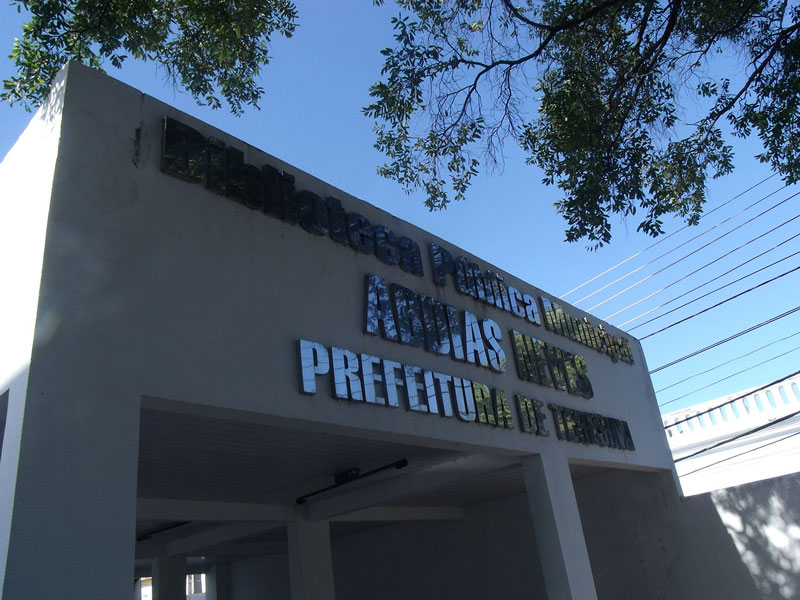 Biblioteca Pública Municipal
ABDIAS NEVES
PREFEITURA DE TERESINA